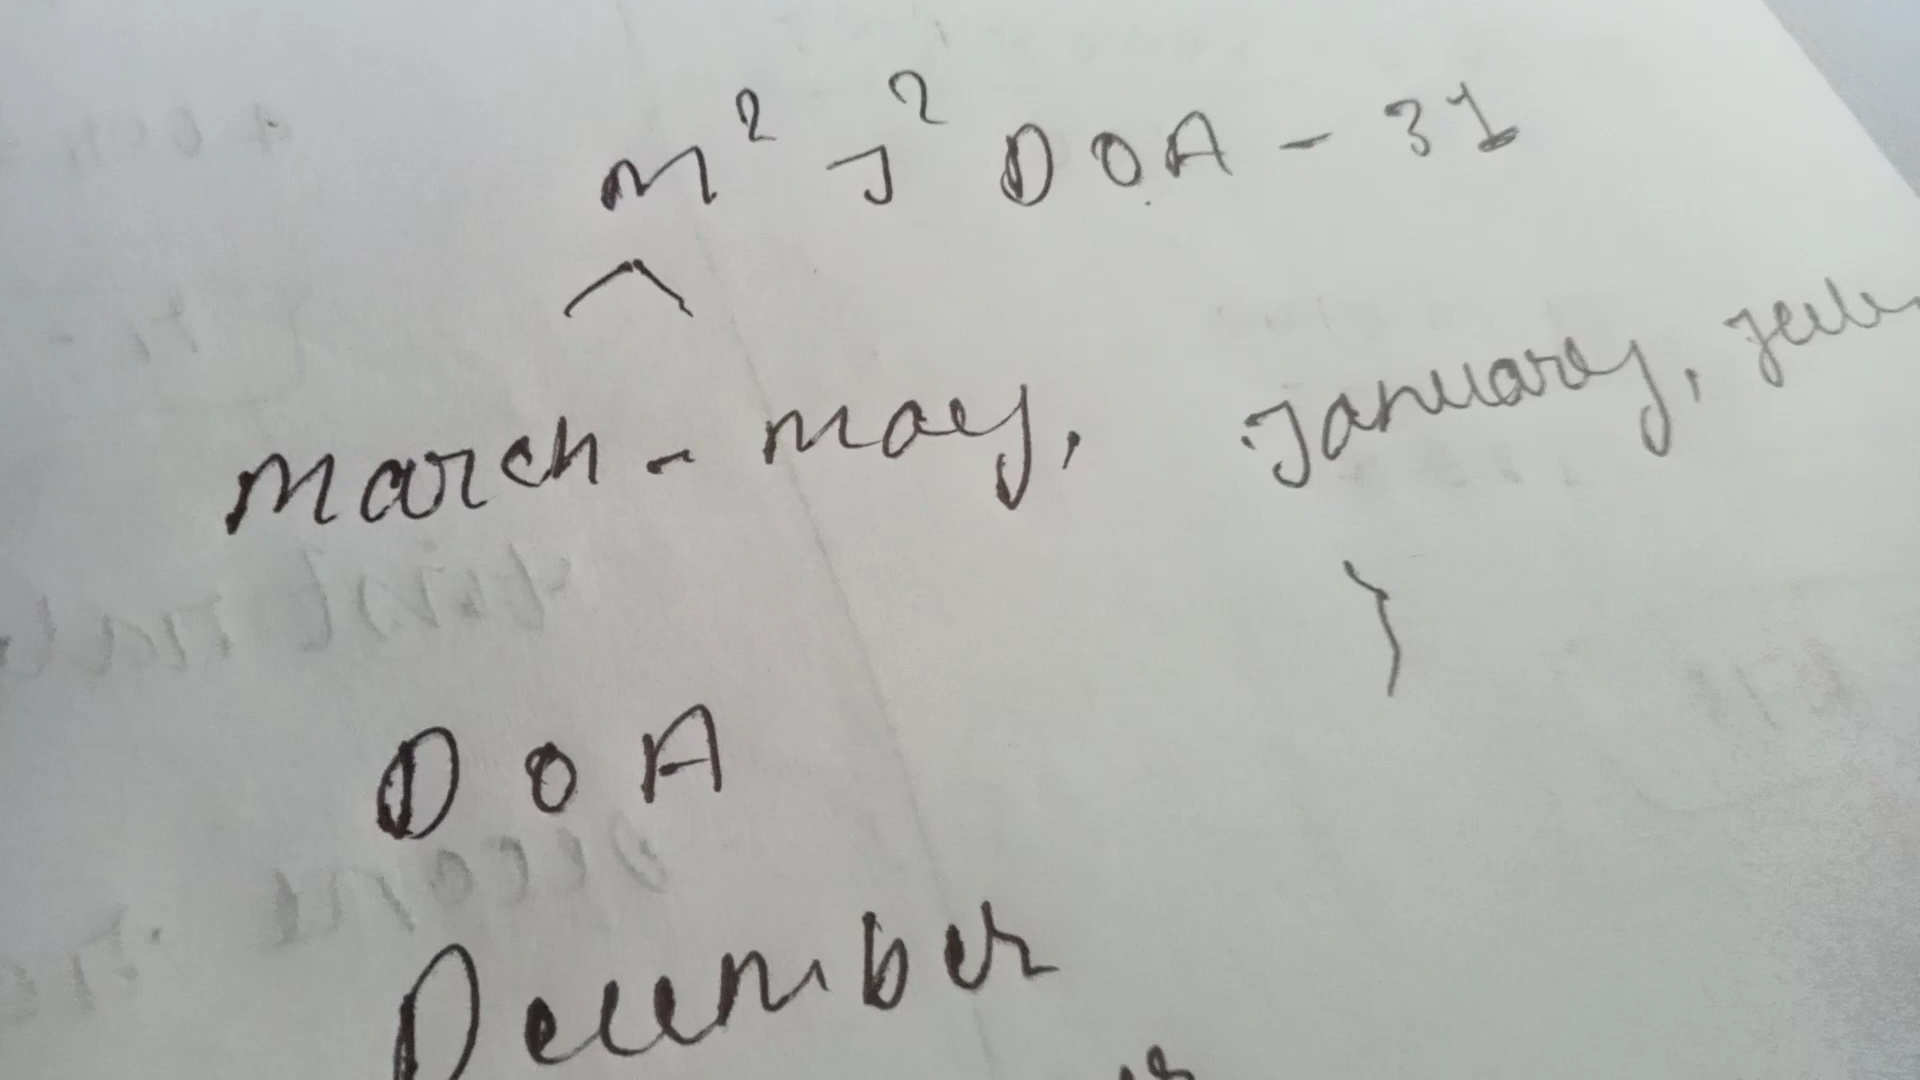 m² J² DOA - 31
March - may, January,
DOA
December